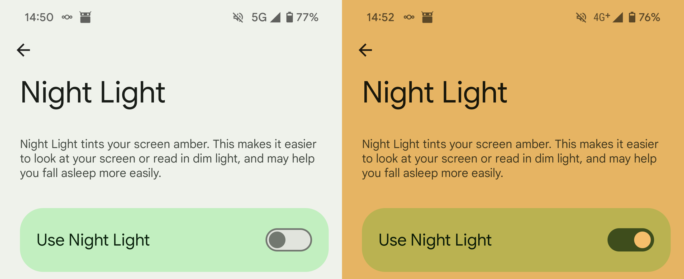 14:50 5G 77%
Night Light
Night Light tints your screen amber. This makes it easier
to look at your screen or read in dim light, and may help
you fall asleep more easily.
Use Night Light
14:52 4G+ 76%
Night Light
Night Light tints your screen amber. This makes it easier
to look at your screen or read in dim light, and may help
you fall asleep more easily.
Use Night Light